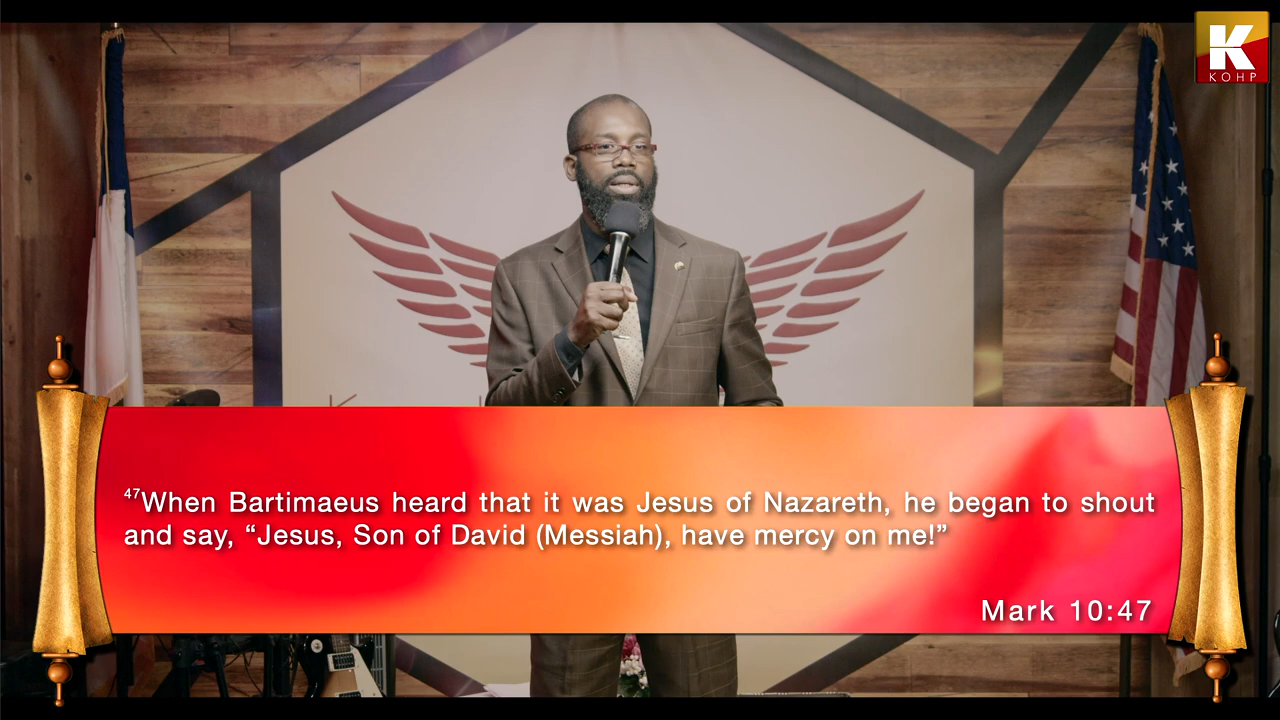 K
KOHP
⁴⁷When Bartimaeus heard that it was Jesus of Nazareth, he began to shout
and say, “Jesus, Son of David (Messiah), have mercy on me!”
Mark 10:47